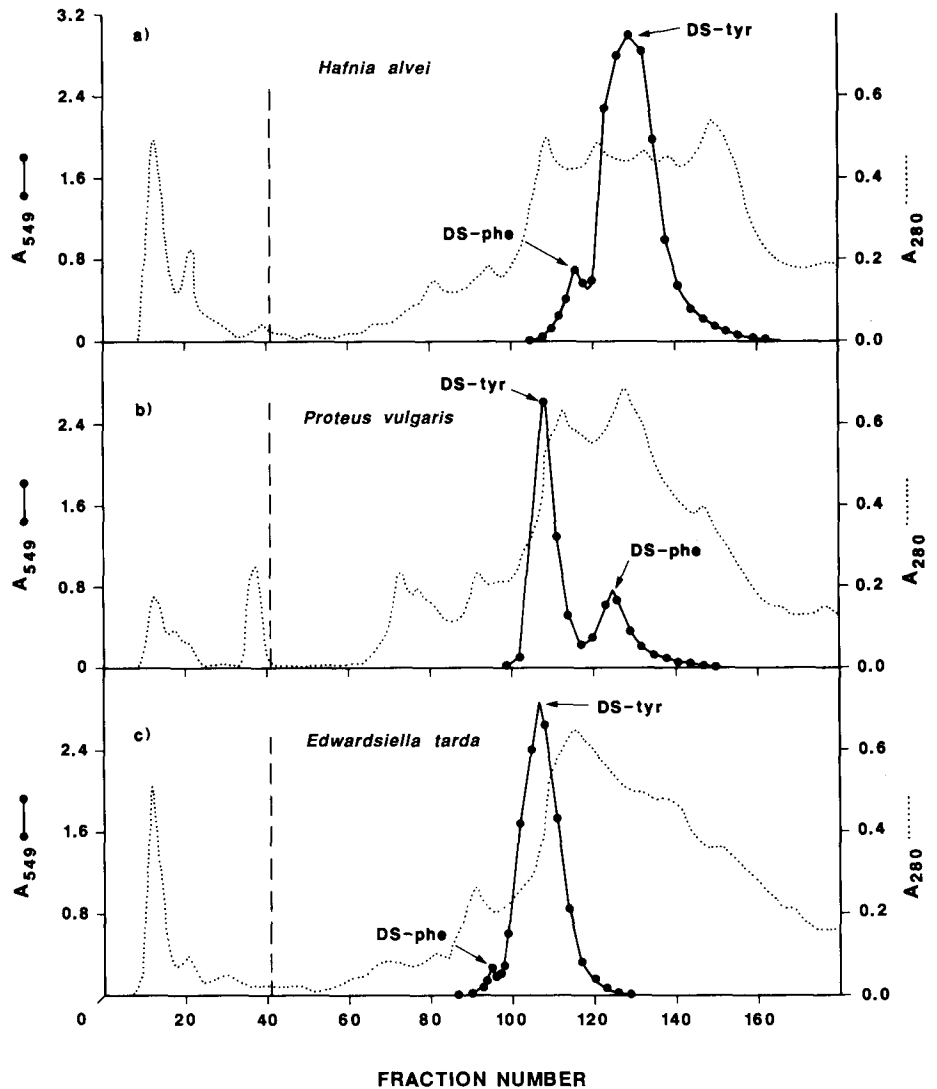 3.2
a)
DS-tyr
Hafnia alvei
2.4
0.6
A549
1.6
0.4
A280
DS-phe
0.8
0.2
0
0.0
b)
DS-tyr
Proteus vulgaris
2.4
0.6
A549
1.6
0.4
A280
DS-phe
0.8
0.2
0
0.0
c)
DS-tyr
Edwardsiella tarda
2.4
0.6
A549
1.6
0.4
A280
0.8
DS-phe
0.2
0.0
0 20 40 60 80 100 120 140 160
FRACTION NUMBER